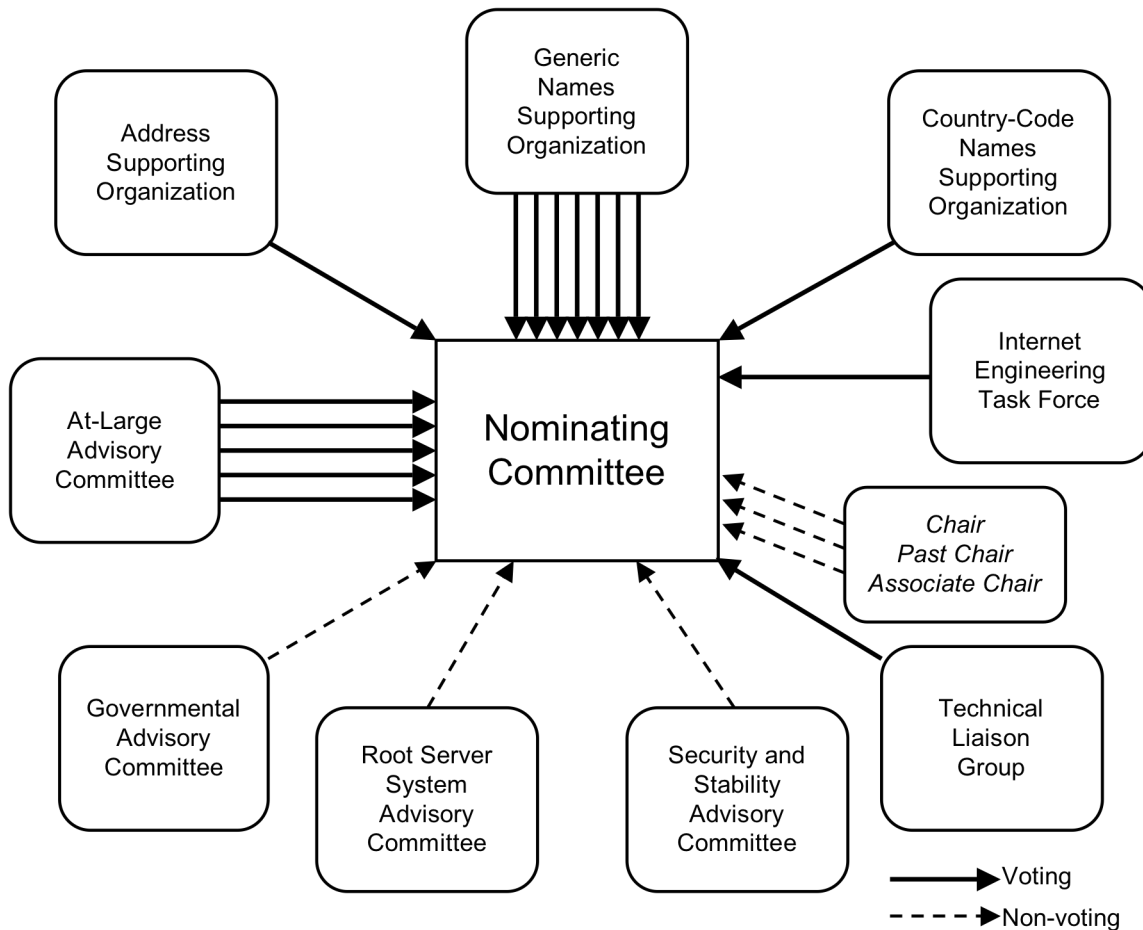 Generic
Names
Supporting
Organization
Address
Supporting
Organization
Country-Code
Names
Supporting
Organization
Internet
Engineering
Task Force
At-Large
Advisory
Committee
Nominating
Committee
Chair
Past Chair
Associate Chair
Governmental
Advisory
Committee
Root Server
System
Advisory
Committee
Security and
Stability
Advisory
Committee
Technical
Liaison
Group
Voting
Non-voting